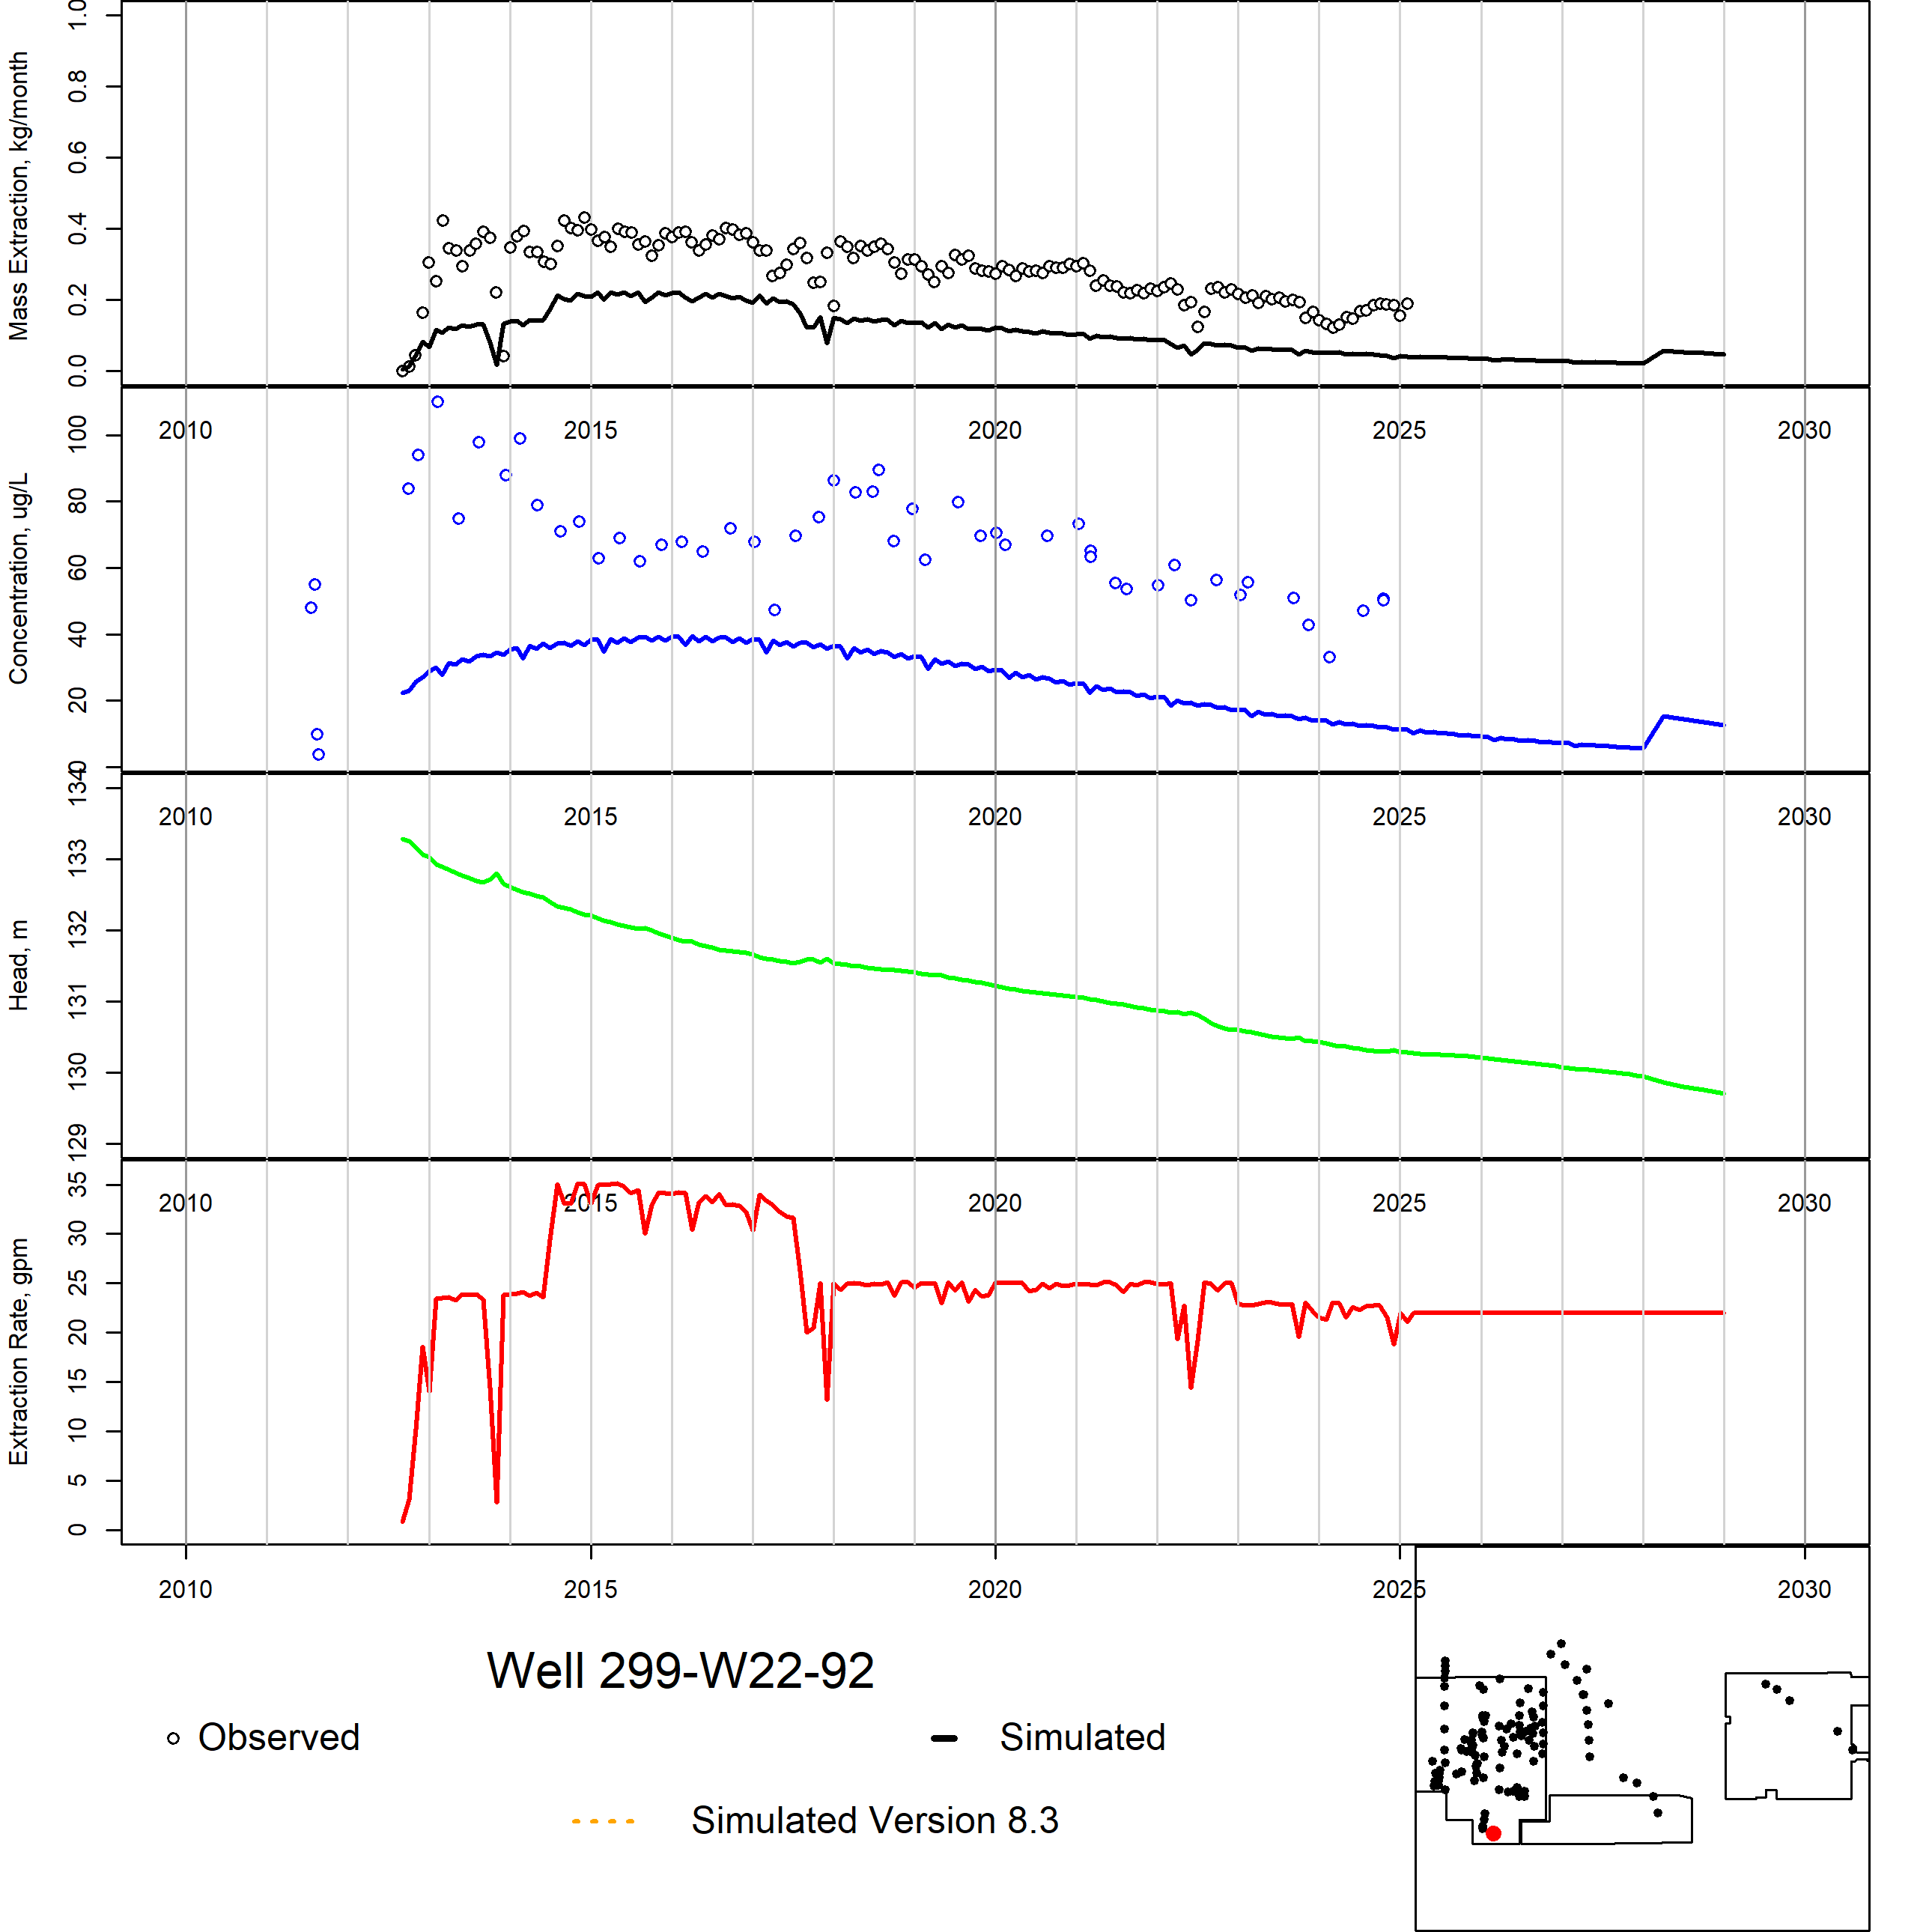 Mass Extraction, kg/month
1.0
0.8
0.6
0.4
0.2
0.0
2010 2015 2020 2025 2030
Concentration, ug/L
100
80
60
40
20
0
2010 2015 2020 2025 2030
Head, m
134
133
132
131
130
129
2010 2015 2020 2025 2030
Extraction Rate, gpm
35
30
25
20
15
10
5
0
2010 2015 2020 2025 2030
Well 299-W22-92
Observed
Simulated
Simulated Version 8.3